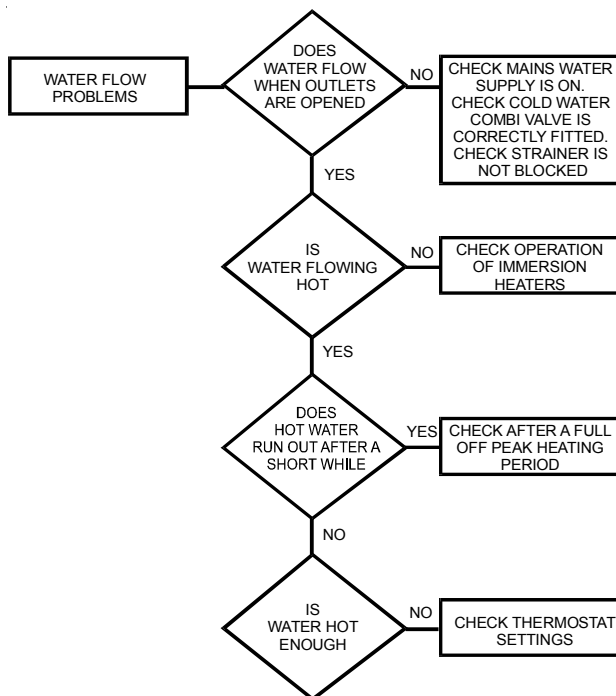 WATER FLOW
PROBLEMS
DOES
WATER FLOW
WHEN OUTLETS
ARE OPENED
NO
CHECK MAINS WATER
SUPPLY IS ON.
CHECK COLD WATER
COMBI VALVE IS
CORRECTLY FITTED.
CHECK STRAINER IS
NOT BLOCKED
YES
IS
WATER FLOWING
HOT
NO
CHECK OPERATION
OF IMMERSION
HEATERS
YES
DOES
HOT WATER
RUN OUT AFTER A
SHORT WHILE
YES
CHECK AFTER A FULL
OFF PEAK HEATING
PERIOD
NO
IS
WATER HOT
ENOUGH
NO
CHECK THERMOSTAT
SETTINGS